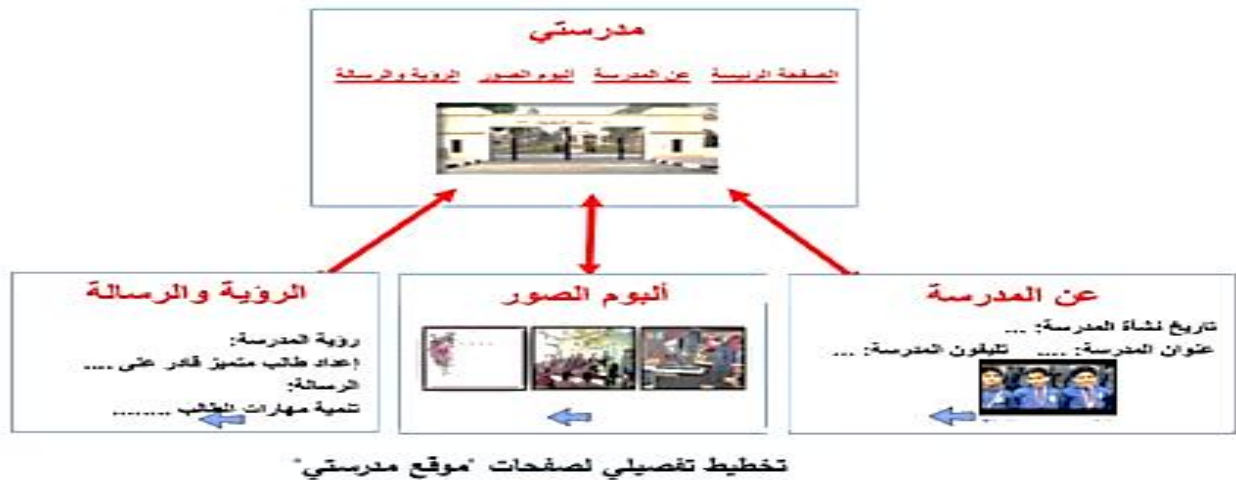 مدرستي
الصفحة الرئيسة عن المدرسة ألبوم الصور الرؤية والرسالة
عن المدرسة
تاريخ نشأة المدرسة: ...
عنوان المدرسة: .... تليفون المدرسة: ...
ألبوم الصور
الرؤية والرسالة
رؤية المدرسة:
إعداد طالب متميز قادر على ....
الرسالة:
تنمية مهارات الطالب ........
تخطيط تفصيلي لصفحات "موقع مدرستي"